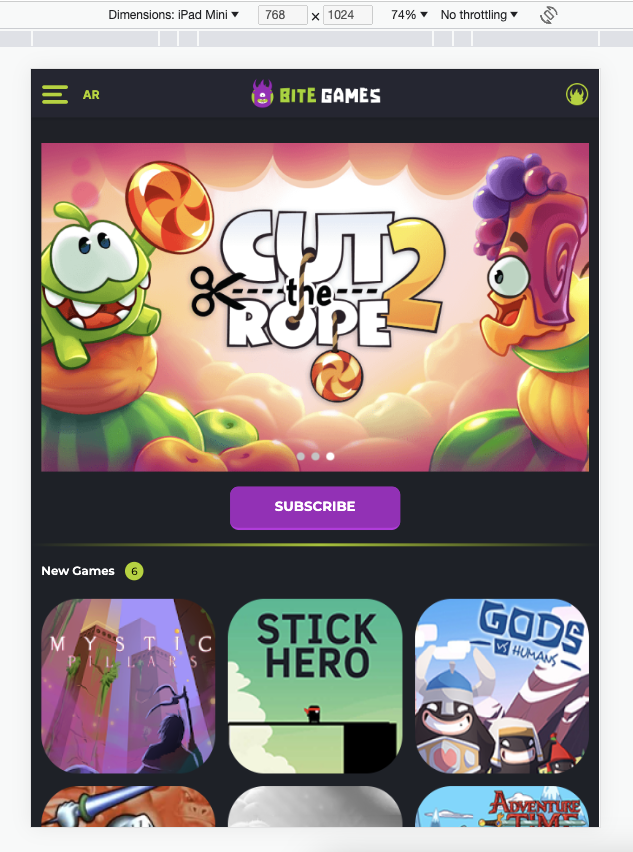 Dimensions: iPad Mini ▼ 768 × 1024 74% ▼ No throttling ▼
AR BITE GAMES
CUT
the
ROPE 2
SUBSCRIBE
New Games 6
MYSTIC
PILLARS
STICK
HERO
GODS
VS HUMANS
ADVENTURE
TIME